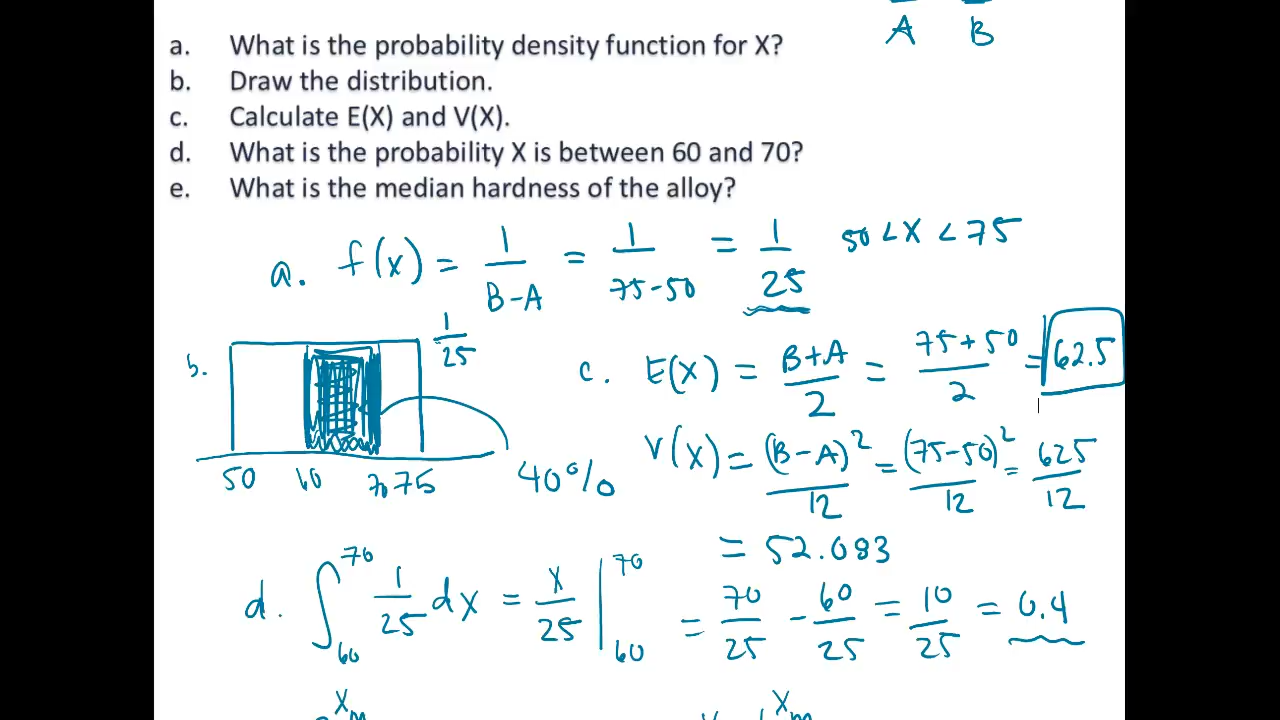 A B
a. What is the probability density function for X?
b. Draw the distribution.
c. Calculate E(X) and V(X).
d. What is the probability X is between 60 and 70?
e. What is the median hardness of the alloy?
a. f(x) = 1/(B-A) = 1/(75-50) = 1/25 50 < X < 75
b. 1/25
50 60 70 75 40%
c. E(X) = (B+A)/2 = (75+50)/2 = 62.5
V(X) = (B-A)²/12 = (75-50)²/12 = 625/12
= 52.083
d. ∫₆₀⁷⁰ 1/25 dx = x/25 |₆₀⁷⁰ = 70/25 - 60/25 = 10/25 = 0.4
Xm Xm